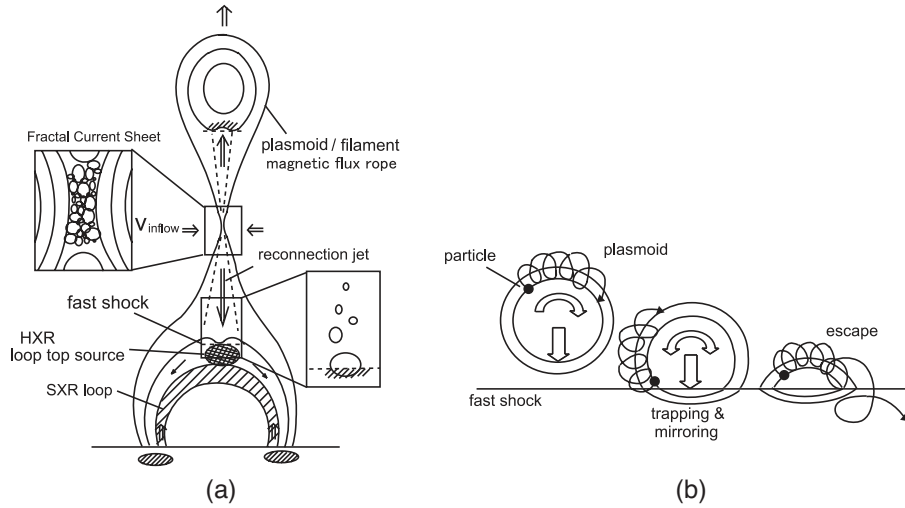 Fractal Current Sheet
plasmoid / filament
magnetic flux rope
Vinflow
reconnection jet
fast shock
HXR
loop top source
SXR loop
(a)
particle
plasmoid
escape
fast shock
trapping &
mirroring
(b)